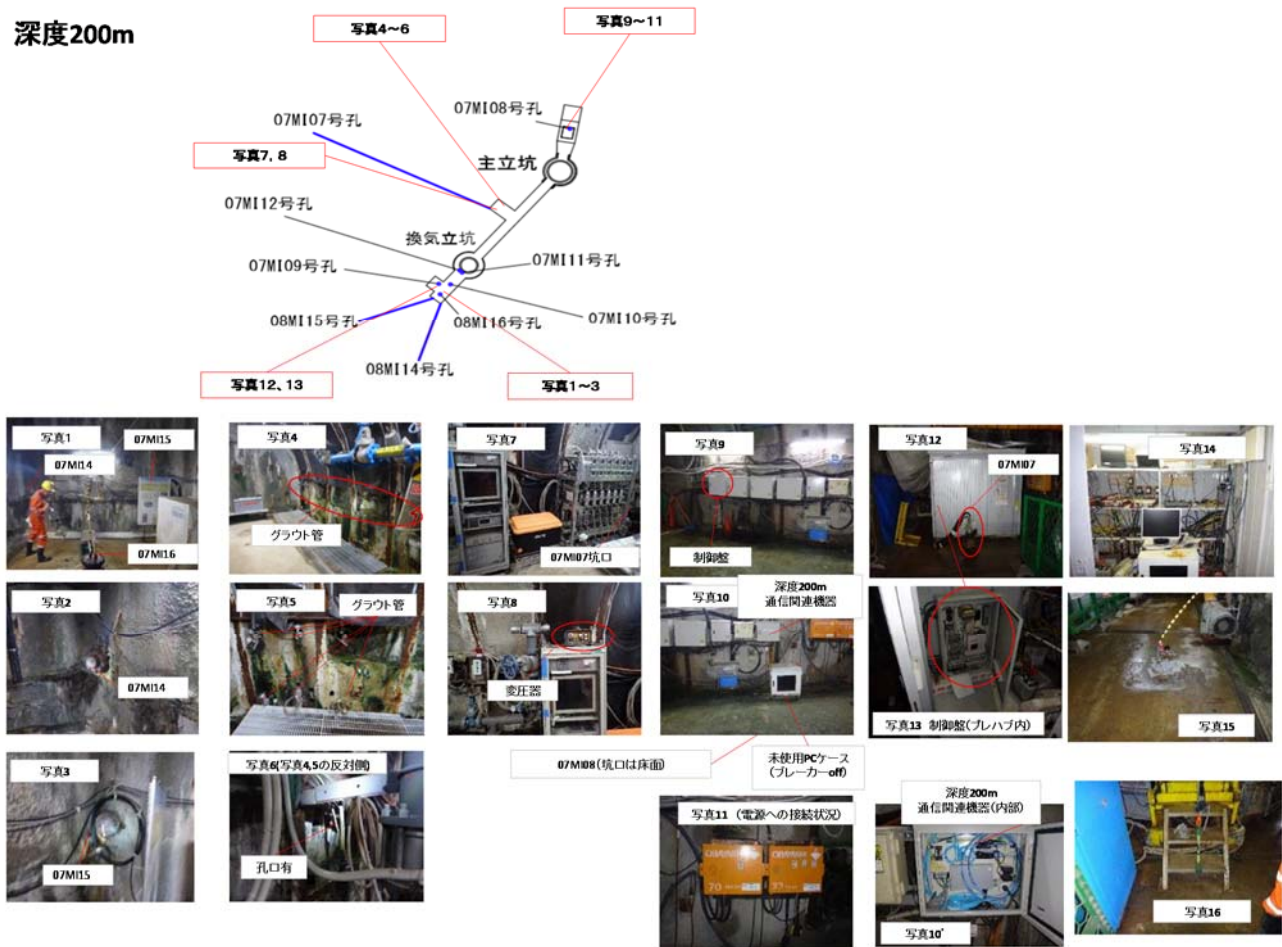 深度200m
写真4～6
写真9～11
07MI08号孔
07MI07号孔
写真7, 8
主立坑
07MI12号孔
換気立坑
07MI09号孔
07MI11号孔
08MI15号孔
08MI16号孔
07MI10号孔
08MI14号孔
写真12、13
写真1～3
写真1
07MI15
07MI14
07MI16
写真4
グラウト管
写真7
07MI07坑口
写真9
制御盤
写真12
07MI07
写真14
写真2
07MI14
写真5
グラウト管
写真8
変圧器
写真10
深度200m
通信関連機器
写真13 制御盤(プレハブ内)
写真15
写真3
07MI15
写真6(写真4,5の反対側)
孔口有
07MI08(坑口は床面)
未使用PCケース
(ブレーカーoff)
写真11 (電源への接続状況)
70
37
深度200m
通信関連機器(内部)
写真10'
写真16